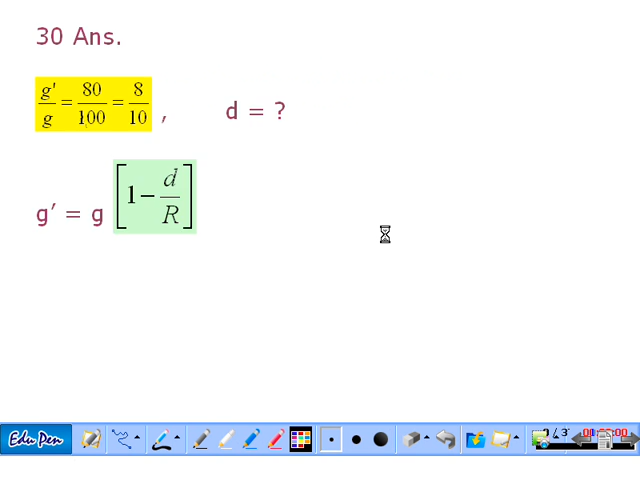 30 Ans.
g'/g = 80/100 = 8/10 , d = ?
g′ = g [1 − d/R]
Edu Pen